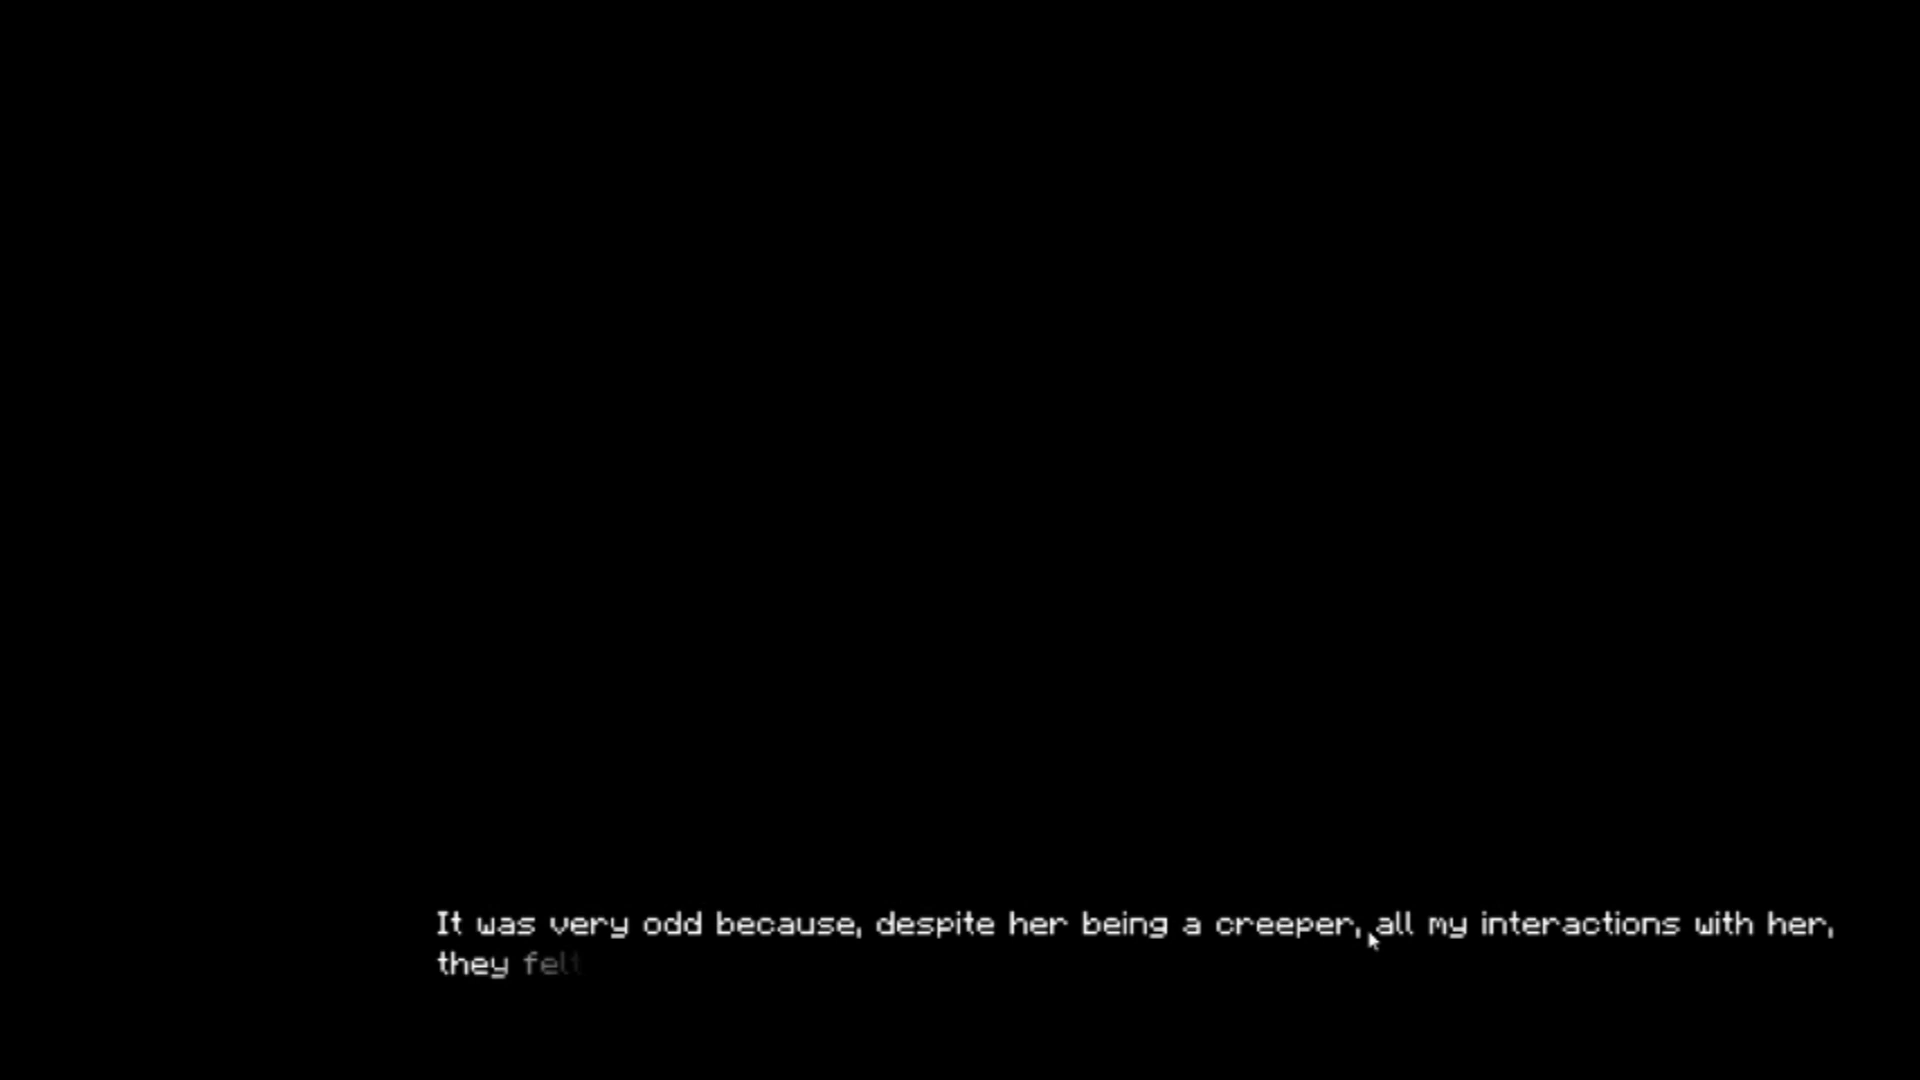 It was very odd because, despite her being a creeper, all my interactions with her,
they felt